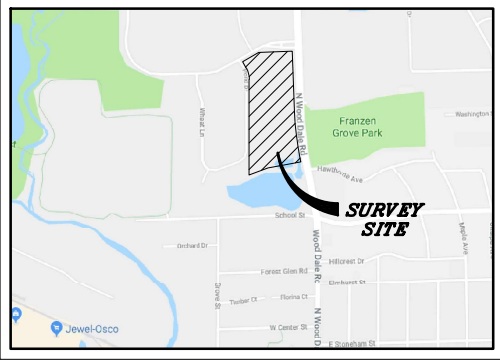 N Wood Dale Rd
Wheat Ln
Franzen
Grove Park
Washington S
Hawthorne Ave
SURVEY
SITE
School St
Orchard Dr
Wood Dale Rd
Hillcrest Dr
Maple Ave
Forest Glen Rd
Elmhurst St
Grove St
Timber Ct
Florina Ct
Jewel-Osco
W Center St
N Wood D
E Stoneham St